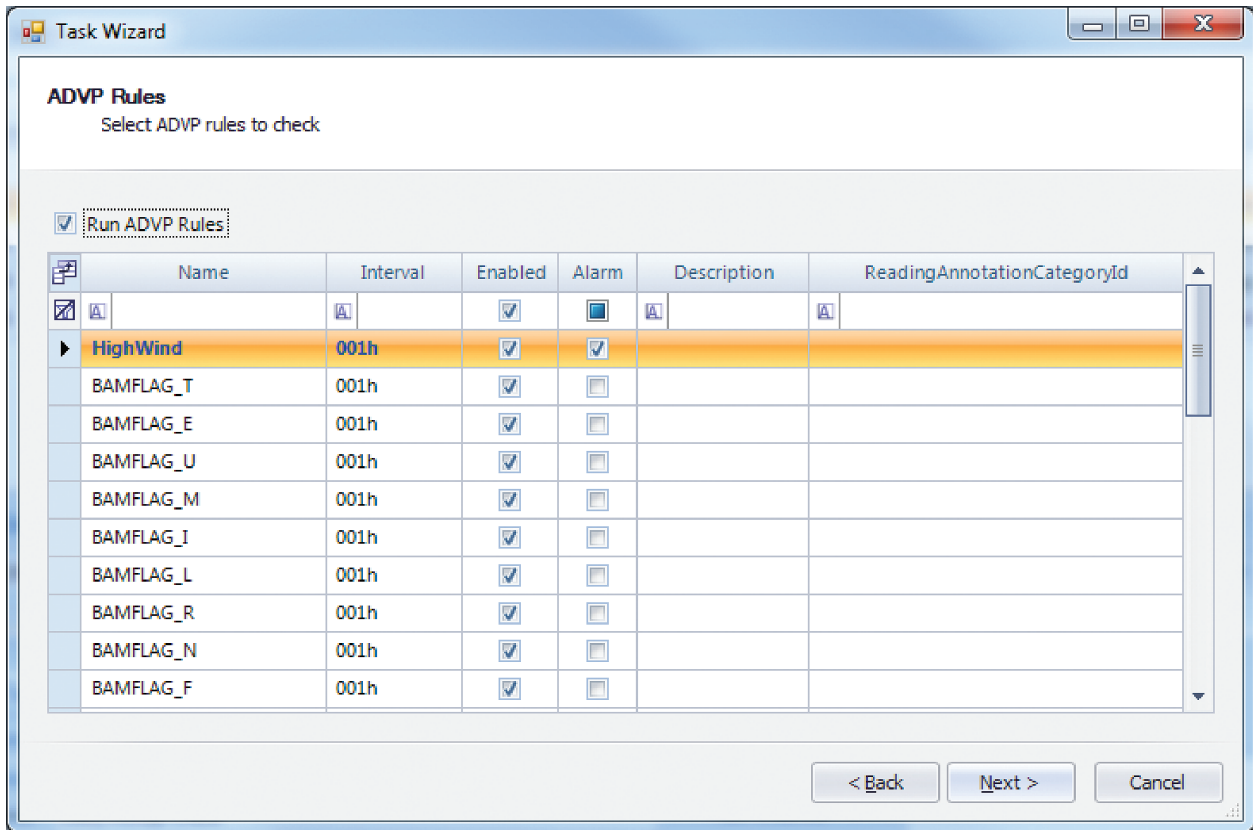 Task Wizard
ADVP Rules
Select ADVP rules to check
Run ADVP Rules
Name Interval Enabled Alarm Description ReadingAnnotationCategoryId
A A A A
HighWind 001h
BAMFLAG_T 001h
BAMFLAG_E 001h
BAMFLAG_U 001h
BAMFLAG_M 001h
BAMFLAG_I 001h
BAMFLAG_L 001h
BAMFLAG_R 001h
BAMFLAG_N 001h
BAMFLAG_F 001h
< Back Next > Cancel